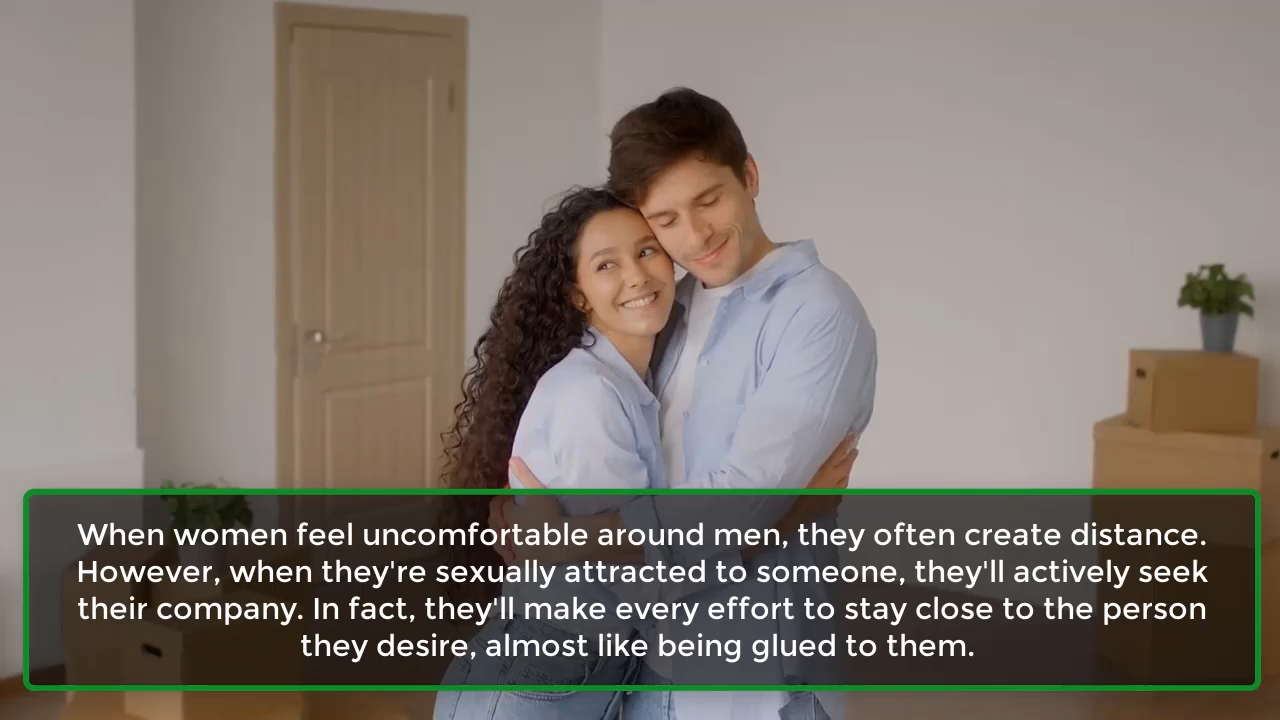 When women feel uncomfortable around men, they often create distance.
However, when they're sexually attracted to someone, they'll actively seek
their company. In fact, they'll make every effort to stay close to the person
they desire, almost like being glued to them.